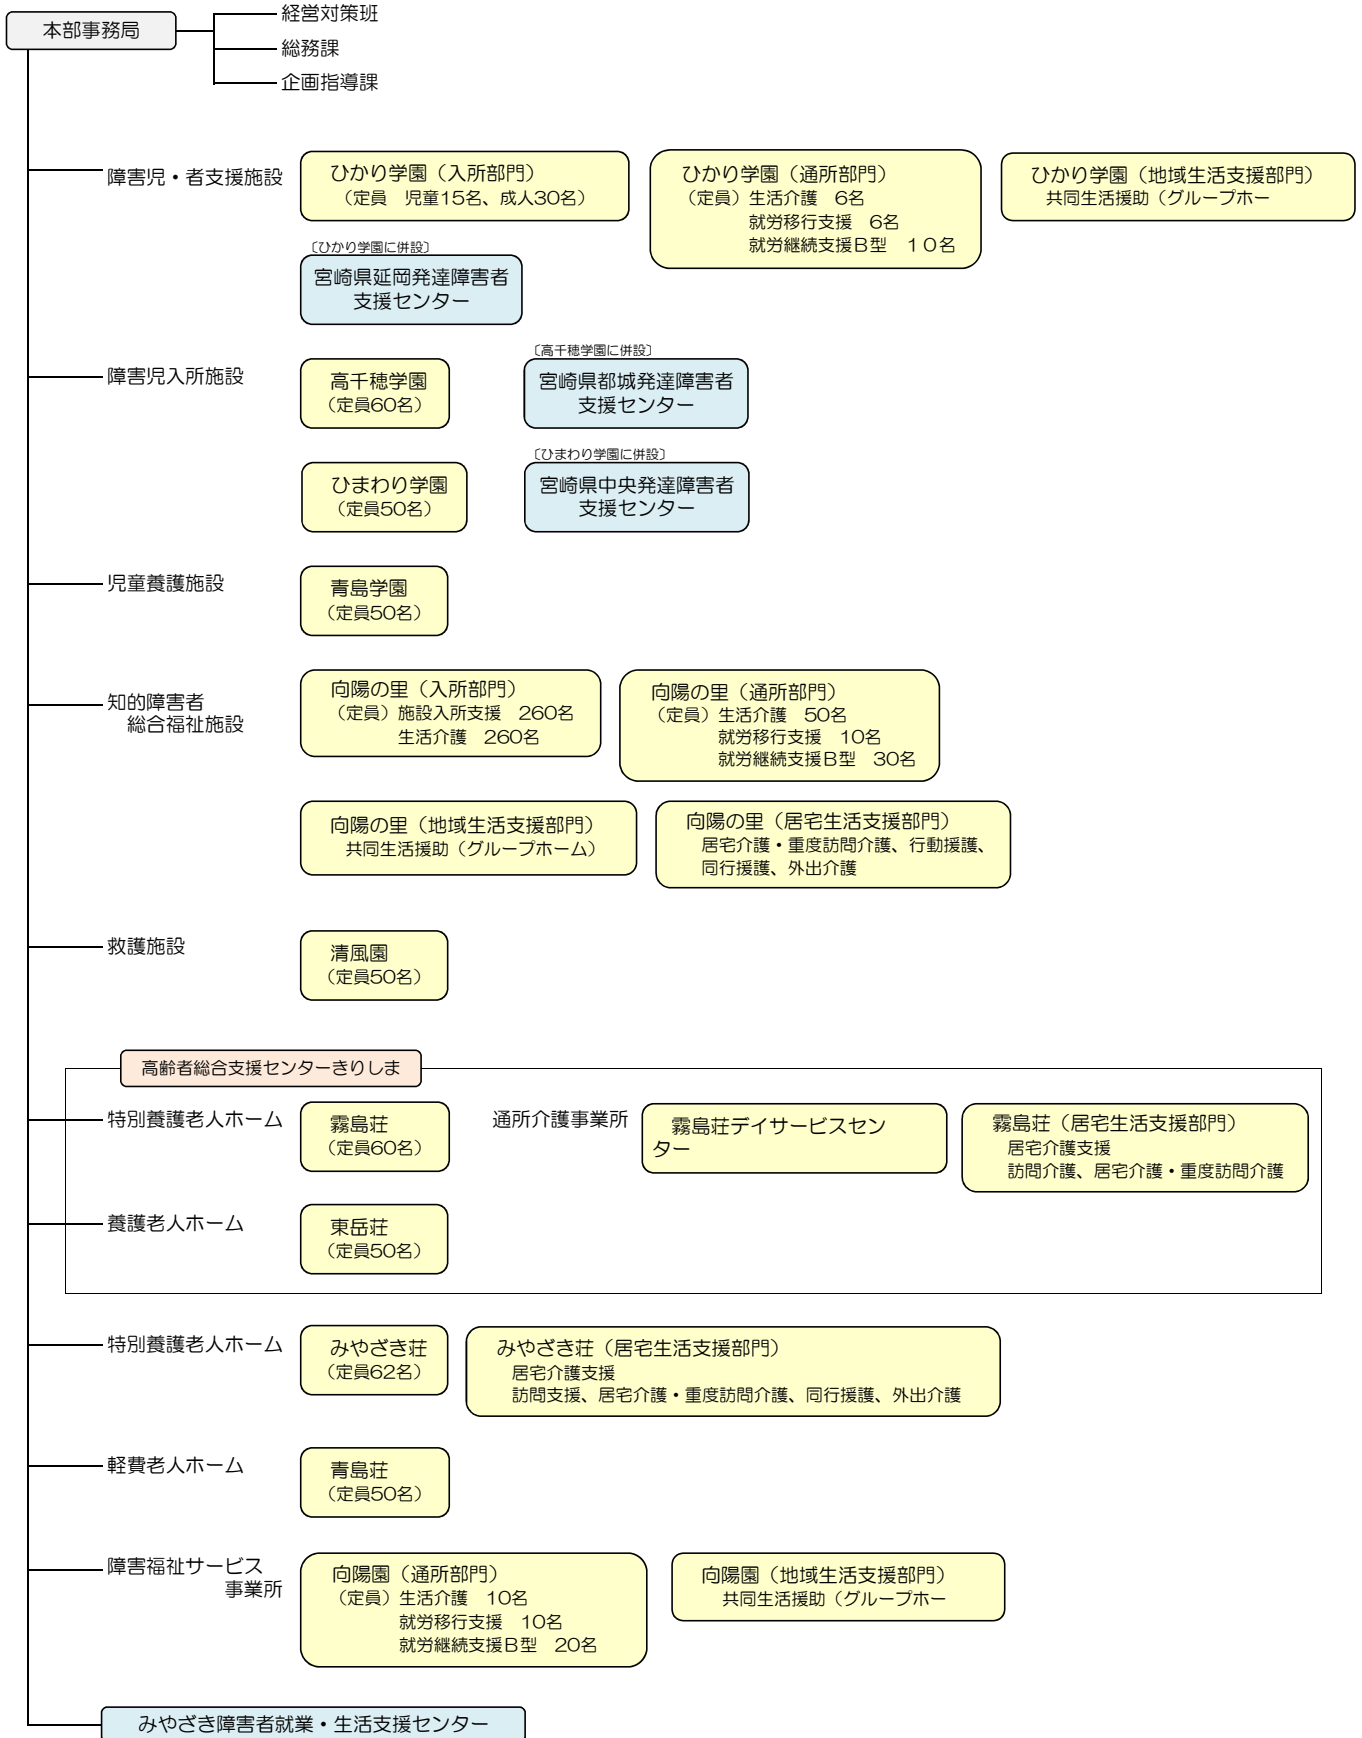 本部事務局
経営対策班
総務課
企画指導課
障害児・者支援施設
ひかり学園（入所部門）
（定員　児童15名、成人30名）
ひかり学園（通所部門）
（定員）生活介護　6名
就労移行支援　6名
就労継続支援Ｂ型　１０名
ひかり学園（地域生活支援部門）
共同生活援助（グループホー
〔ひかり学園に併設〕
宮崎県延岡発達障害者
支援センター
障害児入所施設
高千穂学園
（定員60名）
〔高千穂学園に併設〕
宮崎県都城発達障害者
支援センター
ひまわり学園
（定員50名）
〔ひまわり学園に併設〕
宮崎県中央発達障害者
支援センター
児童養護施設
青島学園
（定員50名）
知的障害者
総合福祉施設
向陽の里（入所部門）
（定員）施設入所支援　260名
生活介護　260名
向陽の里（通所部門）
（定員）生活介護　50名
就労移行支援　10名
就労継続支援Ｂ型　30名
向陽の里（地域生活支援部門）
共同生活援助（グループホーム）
向陽の里（居宅生活支援部門）
居宅介護・重度訪問介護、行動援護、
同行援護、外出介護
救護施設
清風園
（定員50名）
高齢者総合支援センターきりしま
特別養護老人ホーム
霧島荘
（定員60名）
通所介護事業所
霧島荘デイサービスセン
ター
霧島荘（居宅生活支援部門）
居宅介護支援
訪問介護、居宅介護・重度訪問介護
養護老人ホーム
東岳荘
（定員50名）
特別養護老人ホーム
みやざき荘
（定員62名）
みやざき荘（居宅生活支援部門）
居宅介護支援
訪問支援、居宅介護・重度訪問介護、同行援護、外出介護
軽費老人ホーム
青島荘
（定員50名）
障害福祉サービス
事業所
向陽園（通所部門）
（定員）生活介護　10名
就労移行支援　10名
就労継続支援Ｂ型　20名
向陽園（地域生活支援部門）
共同生活援助（グループホー
みやざき障害者就業・生活支援センター